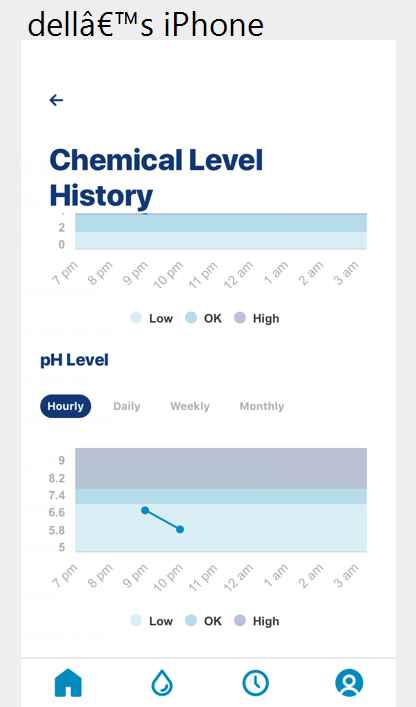 dellâ€™s iPhone
Chemical Level
History
2
0
7 pm 8 pm 9 pm 10 pm 11 pm 12 am 1 am 2 am 3 am
Low OK High
pH Level
Hourly Daily Weekly Monthly
9
8.2
7.4
6.6
5.8
5
7 pm 8 pm 9 pm 10 pm 11 pm 12 am 1 am 2 am 3 am
Low OK High